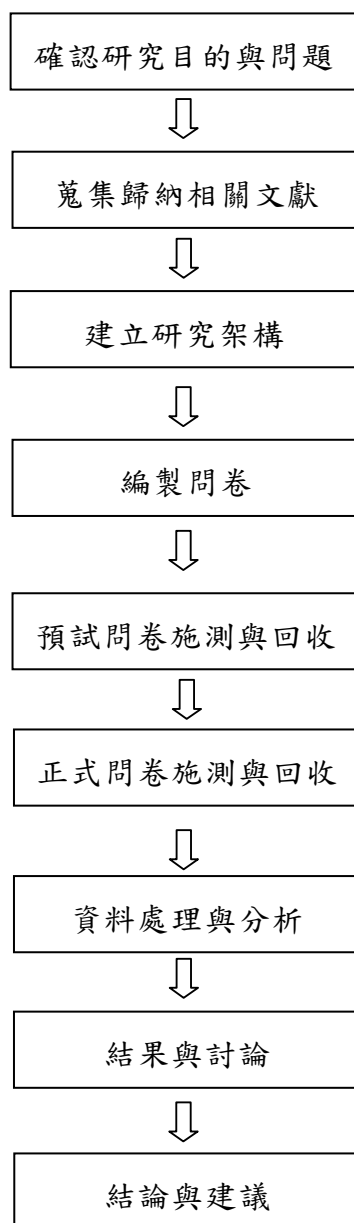 確認研究目的與問題
蒐集歸納相關文獻
建立研究架構
編製問卷
預試問卷施測與回收
正式問卷施測與回收
資料處理與分析
結果與討論
結論與建議